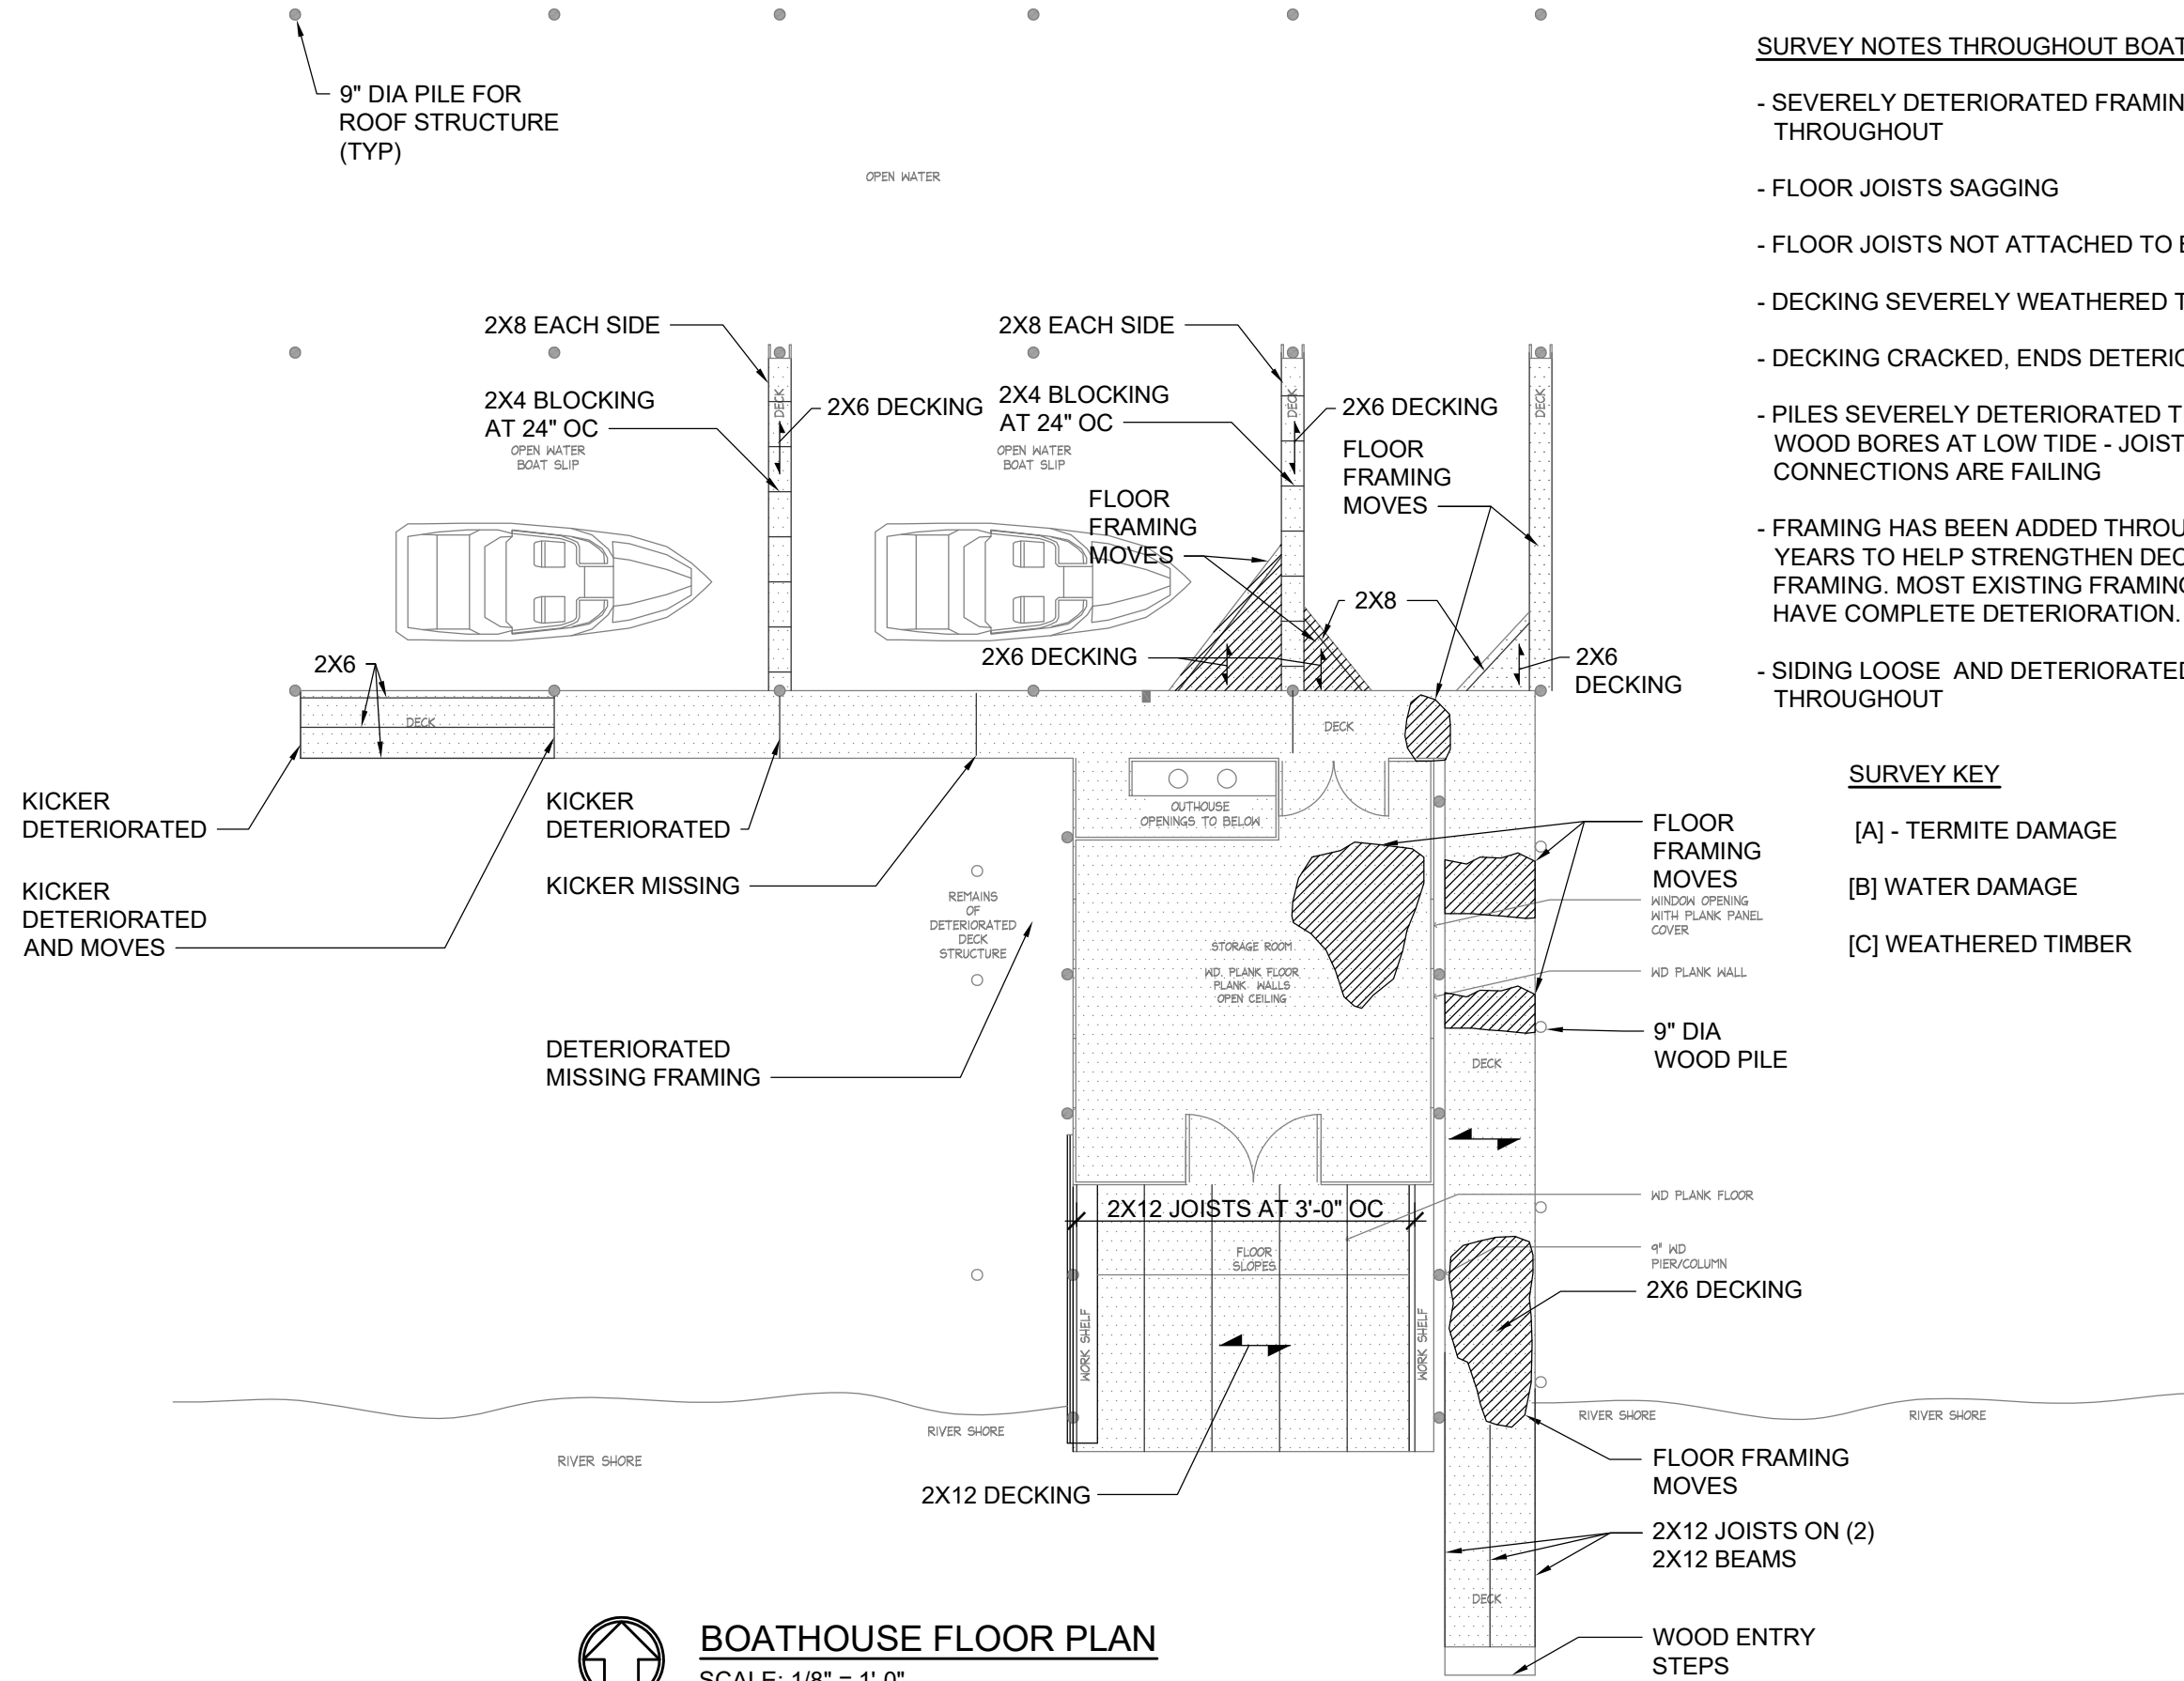 9" DIA PILE FOR
ROOF STRUCTURE
(TYP)
OPEN WATER
2X8 EACH SIDE
2X4 BLOCKING
AT 24" OC
OPEN WATER
BOAT SLIP
DECK
2X6 DECKING
2X8 EACH SIDE
2X4 BLOCKING
AT 24" OC
OPEN WATER
BOAT SLIP
DECK
2X6 DECKING
FLOOR
FRAMING
MOVES
DECK
FLOOR
FRAMING
MOVES
2X8
2X6 DECKING
2X6
DECKING
2X6
DECK
DECK
KICKER
DETERIORATED
KICKER
DETERIORATED
AND MOVES
KICKER
DETERIORATED
KICKER MISSING
REMAINS
OF
DETERIORATED
DECK
STRUCTURE
DETERIORATED
MISSING FRAMING
OUTHOUSE
OPENINGS TO BELOW
STORAGE ROOM
WD. PLANK FLOOR
PLANK WALLS
OPEN CEILING
FLOOR
FRAMING
MOVES
WINDOW OPENING
WITH PLANK PANEL
COVER
WD PLANK WALL
9" DIA
WOOD PILE
DECK
2X12 JOISTS AT 3'-0" OC
FLOOR
SLOPES
WORK SHELF
WORK SHELF
WD PLANK FLOOR
9" WD
PIER/COLUMN
2X6 DECKING
RIVER SHORE
RIVER SHORE
RIVER SHORE
RIVER SHORE
2X12 DECKING
FLOOR FRAMING
MOVES
2X12 JOISTS ON (2)
2X12 BEAMS
DECK
WOOD ENTRY
STEPS
BOATHOUSE FLOOR PLAN
SCALE: 1/8" = 1'-0"
SURVEY NOTES THROUGHOUT
- SEVERELY DETERIORATED
THROUGHOUT
- FLOOR JOISTS SAGGING
- FLOOR JOISTS NOT ATTACHED TO
- DECKING SEVERELY WEATHERED
- DECKING CRACKED, ENDS
- PILES SEVERELY DETERIORATED
WOOD BORES AT LOW TIDE - JOIST
CONNECTIONS ARE FAILING
- FRAMING HAS BEEN ADDED
YEARS TO HELP STRENGTHEN
FRAMING. MOST EXISTING FRAMING
HAVE COMPLETE DETERIORATION.
- SIDING LOOSE AND DETERIORATED
THROUGHOUT
SURVEY KEY
[A] - TERMITE DAMAGE
[B] WATER DAMAGE
[C] WEATHERED TIMBER